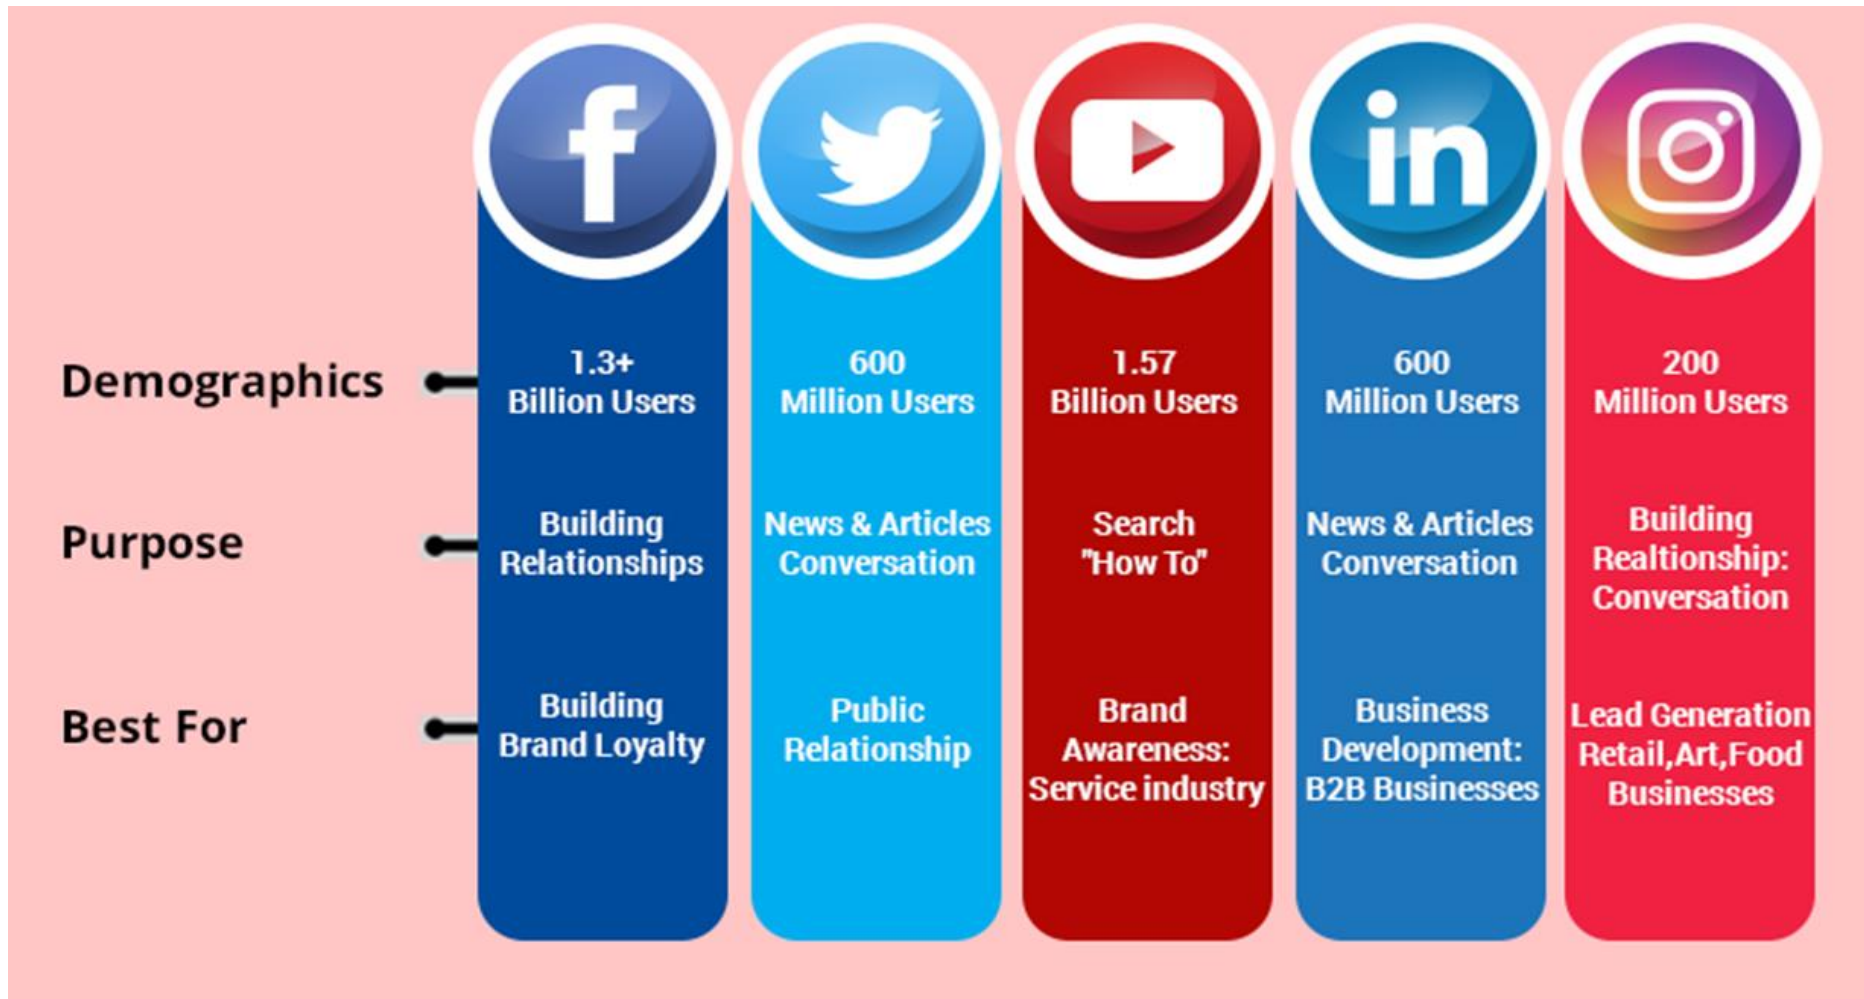 f
in
Demographics
1.3+
Billion Users
600
Million Users
1.57
Billion Users
600
Million Users
200
Million Users
Purpose
Building
Relationships
News & Articles
Conversation
Search
"How To"
News & Articles
Conversation
Building
Realtionship:
Conversation
Best For
Building
Brand Loyalty
Public
Relationship
Brand
Awareness:
Service industry
Business
Development:
B2B Businesses
Lead Generation
Retail,Art,Food
Businesses